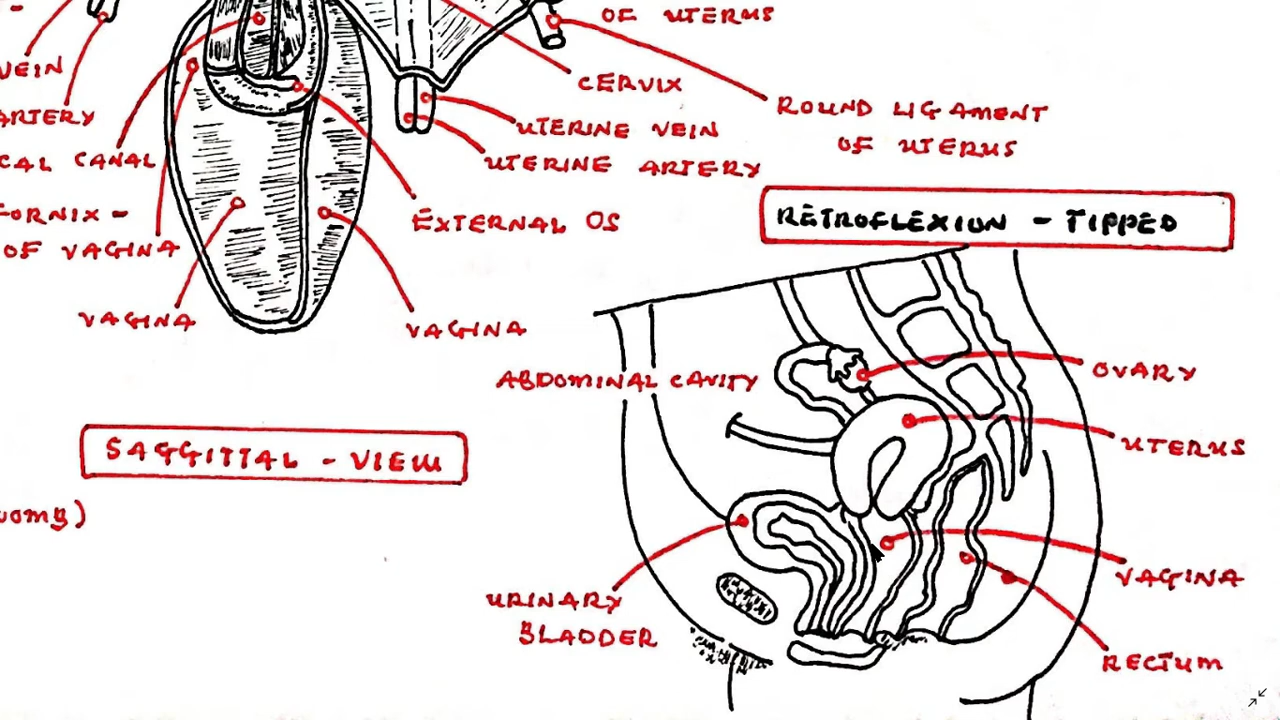 OF UTERUS
VEIN
CERVIX
ARTERY
ROUND LIGAMENT
OF UTERUS
UTERINE VEIN
CAL CANAL
UTERINE ARTERY
FORNIX -
OF VAGINA
EXTERNAL OS
RETROFLEXION - TIPPED
VAGINA
VAGINA
ABDOMINAL CAVITY
OVARY
SAGGITTAL - VIEW
UTERUS
omy)
VAGINA
URINARY
BLADDER
RECTUM